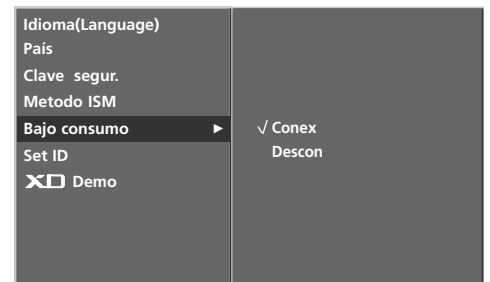 Idioma(Language)
País
Clave segur.
Metodo ISM
Bajo consumo ►
Set ID
XD Demo
√ Conex
Descon